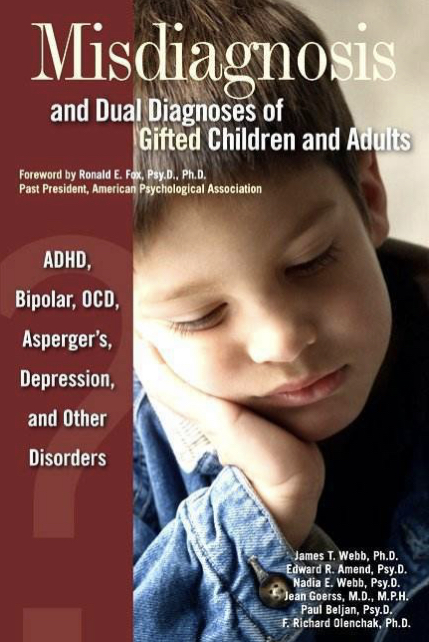 Misdiagnosis
and Dual Diagnoses of
Gifted Children and Adults
Foreword by Ronald E. Fox, Psy.D., Ph.D.
Past President, American Psychological Association
ADHD,
Bipolar, OCD,
Asperger's,
Depression,
and Other
Disorders
?
James T. Webb, Ph.D.
Edward R. Amend, Psy.D.
Nadia E. Webb, Psy.D.
Jean Goerss, M.D., M.P.H.
Paul Beljan, Psy.D.
F. Richard Olenchak, Ph.D.